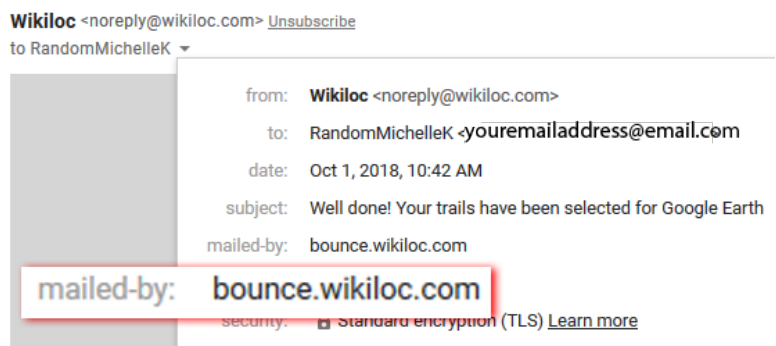 Wikiloc <noreply@wikiloc.com> Unsubscribe
to RandomMichelleK
from: Wikiloc <noreply@wikiloc.com>
to: RandomMichelleK <youremailaddress@email.com
date: Oct 1, 2018, 10:42 AM
subject: Well done! Your trails have been selected for Google Earth
mailed-by: bounce.wikiloc.com
mailed-by: bounce.wikiloc.com
security: Standard encryption (TLS) Learn more